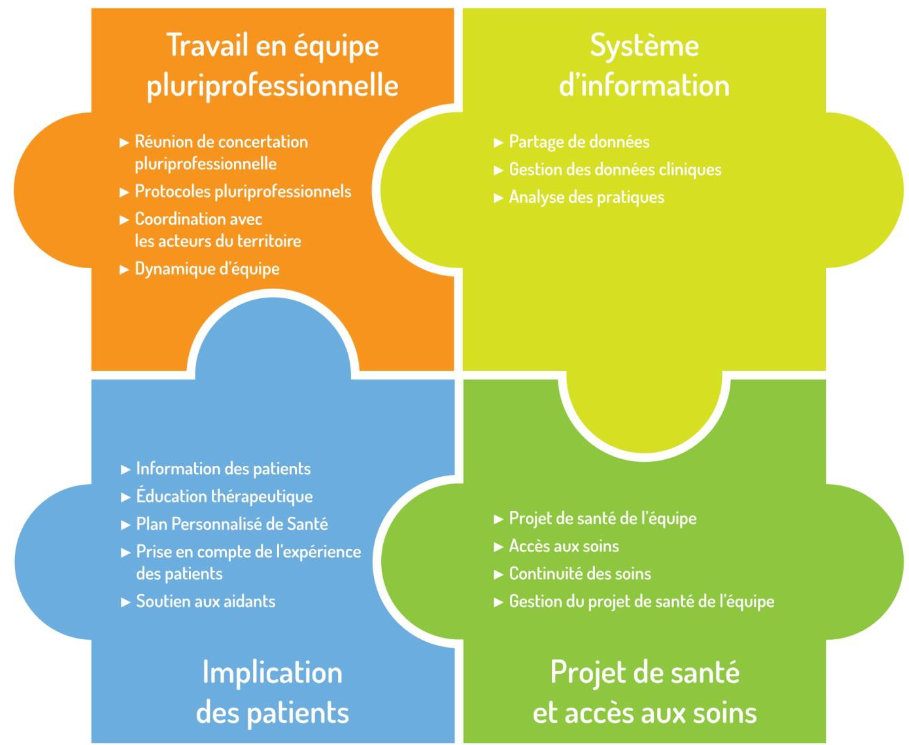 Travail en équipe
pluriprofessionnelle
► Réunion de concertation
pluriprofessionnelle
► Protocoles pluriprofessionnels
► Coordination avec
les acteurs du territoire
► Dynamique d'équipe
Système
d'information
► Partage de données
► Gestion des données cliniques
► Analyse des pratiques
► Information des patients
► Éducation thérapeutique
► Plan Personnalisé de Santé
► Prise en compte de l'expérience
des patients
► Soutien aux aidants
Implication
des patients
► Projet de santé de l'équipe
► Accès aux soins
► Continuité des soins
► Gestion du projet de santé de l'équipe
Projet de santé
et accès aux soins